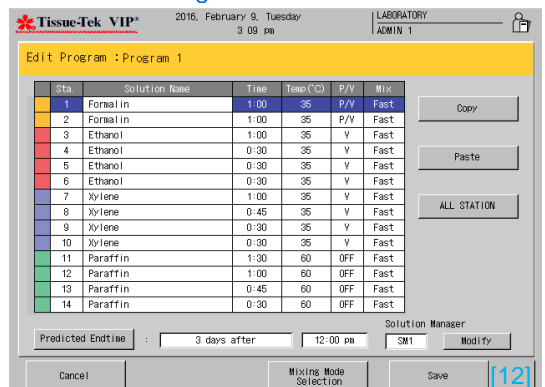 Tissue-Tek VIP®
2016, February 9, Tuesday
3 09 pm
LABORATORY
ADMIN 1
Edit Program : Program 1
Sta. Solution Name Time Temp(°C) P/V Mix
1 Formalin 1:00 35 P/V Fast
2 Formalin 1:00 35 P/V Fast
3 Ethanol 1:00 35 V Fast
4 Ethanol 0:30 35 V Fast
5 Ethanol 0:30 35 V Fast
6 Ethanol 0:30 35 V Fast
7 Xylene 1:00 35 V Fast
8 Xylene 0:45 35 V Fast
9 Xylene 0:30 35 V Fast
10 Xylene 0:30 35 V Fast
11 Paraffin 1:30 60 OFF Fast
12 Paraffin 1:00 60 OFF Fast
13 Paraffin 0:45 60 OFF Fast
14 Paraffin 0:30 60 OFF Fast
Copy
Paste
ALL STATION
Solution Manager
Predicted Endtime : 3 days after 12:00 pm SM1 Modify
Cancel
Mixing Mode
Selection
Save
[12]